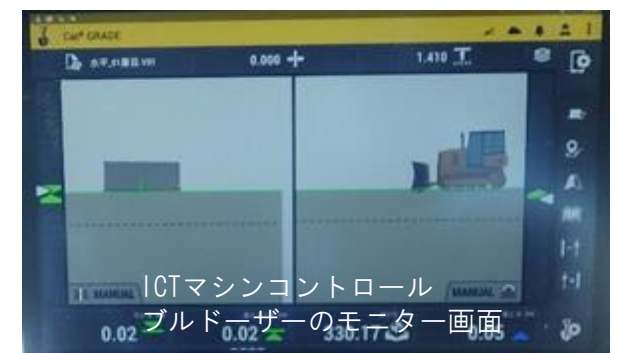 Cat® GRADE
0.000
1.410
MANUAL
MANUAL
ICTマシンコントロール
ブルドーザーのモニター画面
0.02
0.02
330:17
0.05